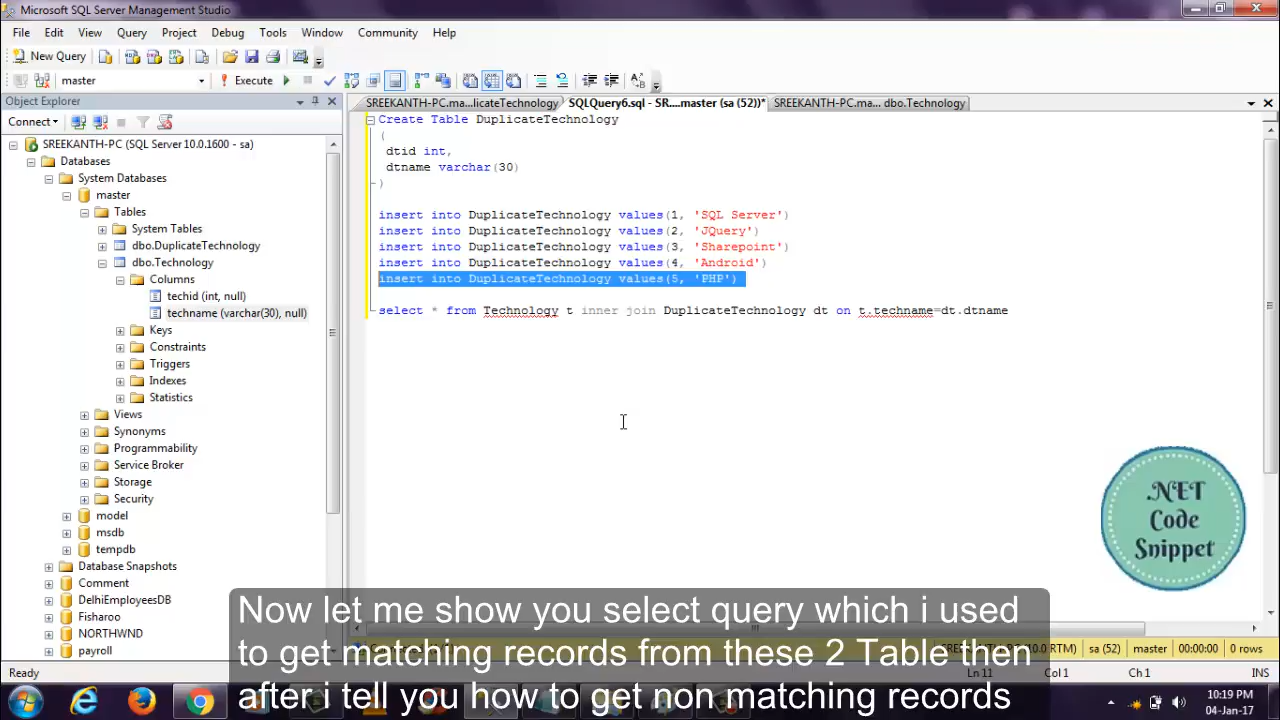 Microsoft SQL Server Management Studio
File Edit View Query Project Debug Tools Window Community Help
New Query
master Execute
Object Explorer
Connect
SREEKANTH-PC (SQL Server 10.0.1600 - sa)
Databases
System Databases
master
Tables
System Tables
dbo.DuplicateTechnology
dbo.Technology
Columns
techid (int, null)
techname (varchar(30), null)
Keys
Constraints
Triggers
Indexes
Statistics
Views
Synonyms
Programmability
Service Broker
Storage
Security
model
msdb
tempdb
Database Snapshots
Comment
DelhiEmployeesDB
Fisharoo
NORTHWND
payroll
SREEKANTH-PC.ma...licateTechnology SQLQuery6.sql - SR....master (sa (52))* SREEKANTH-PC.ma... dbo.Technology
Create Table DuplicateTechnology
(
dtid int,
dtname varchar(30)
)
insert into DuplicateTechnology values(1, 'SQL Server')
insert into DuplicateTechnology values(2, 'JQuery')
insert into DuplicateTechnology values(3, 'Sharepoint')
insert into DuplicateTechnology values(4, 'Android')
insert into DuplicateTechnology values(5, 'PHP')
select * from Technology t inner join DuplicateTechnology dt on t.techname=dt.dtname
.NET
Code
Snippet
Now let me show you select query which i used
to get matching records from these 2 Table then
after i tell you how to get non matching records
RTM) sa (52) master 00:00:00 0 rows
Ready Ln 11 Col 1 Ch 1 INS
10:19 PM
04-Jan-17